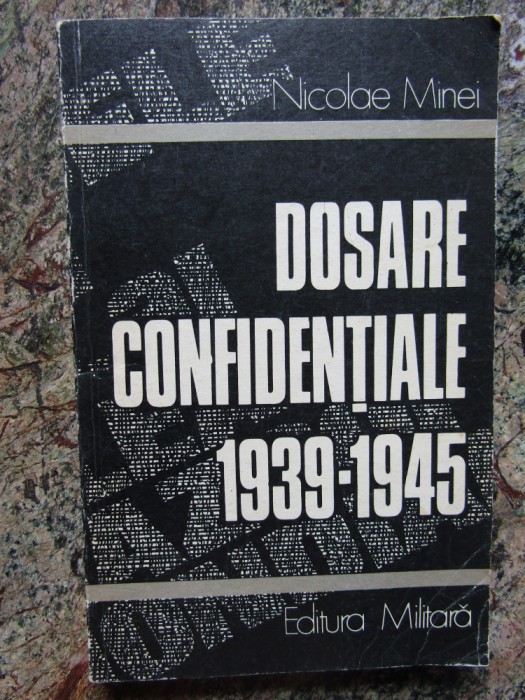 Nicolae Minei
DOSARE
CONFIDENȚIALE
1939-1945
Editura Militară